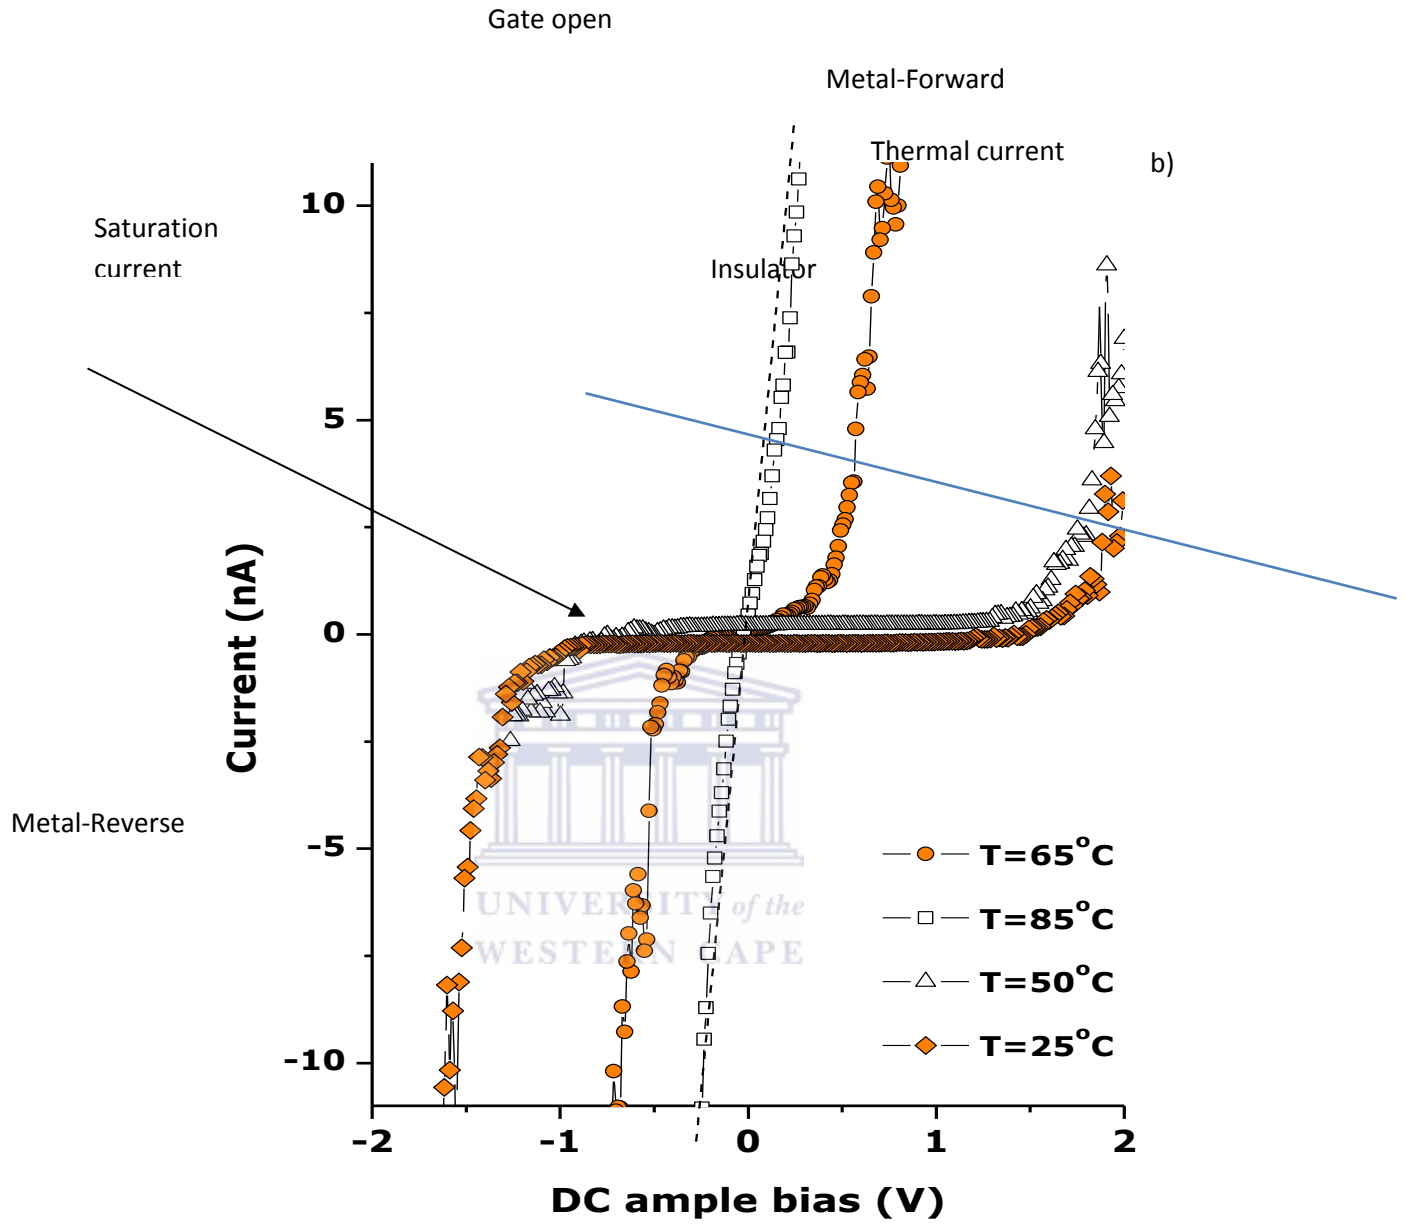 Gate open
Metal-Forward
Thermal current
b)
Saturation
current
Insulator
Metal-Reverse
Current (nA)
10
5
0
-5
-10
UNIVERSITY of the
WESTERN CAPE
T=65°C
T=85°C
T=50°C
T=25°C
-2
-1
0
1
2
DC ample bias (V)